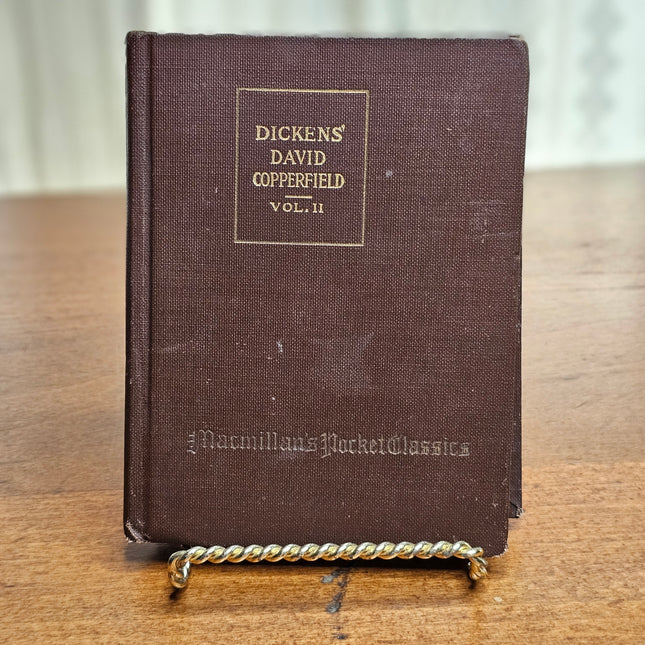 DICKENS'
DAVID
COPPERFIELD
VOL. II
Macmillan's Pocket Classics